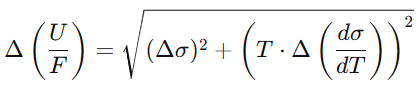 Δ(U/F) = √((Δσ)² + (T · Δ(dσ/dT))²)